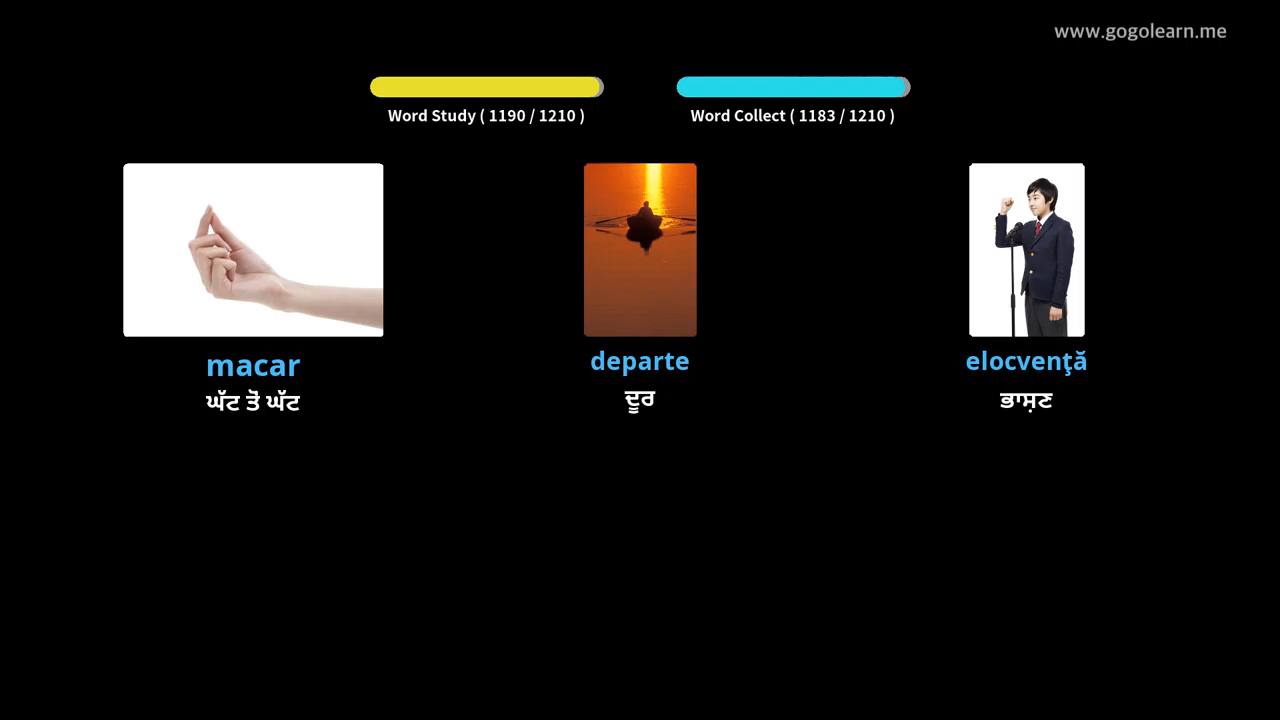 www.gogolearn.me
Word Study ( 1190 / 1210 )
Word Collect ( 1183 / 1210 )
macar
departe
elocvenţă
ਘੱਟ ਤੋਂ ਘੱਟ
ਦੂਰ
ਭਾਸ਼ਣ